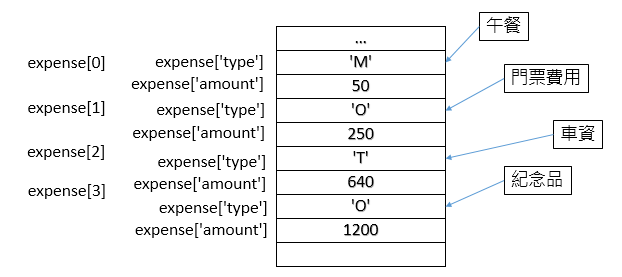 ...
午餐
expense[0] expense['type'] 'M'
expense['amount'] 50
門票費用
expense[1] expense['type'] 'O'
expense['amount'] 250
車資
expense[2] expense['type'] 'T'
expense['amount'] 640
紀念品
expense[3] expense['type'] 'O'
expense['amount'] 1200